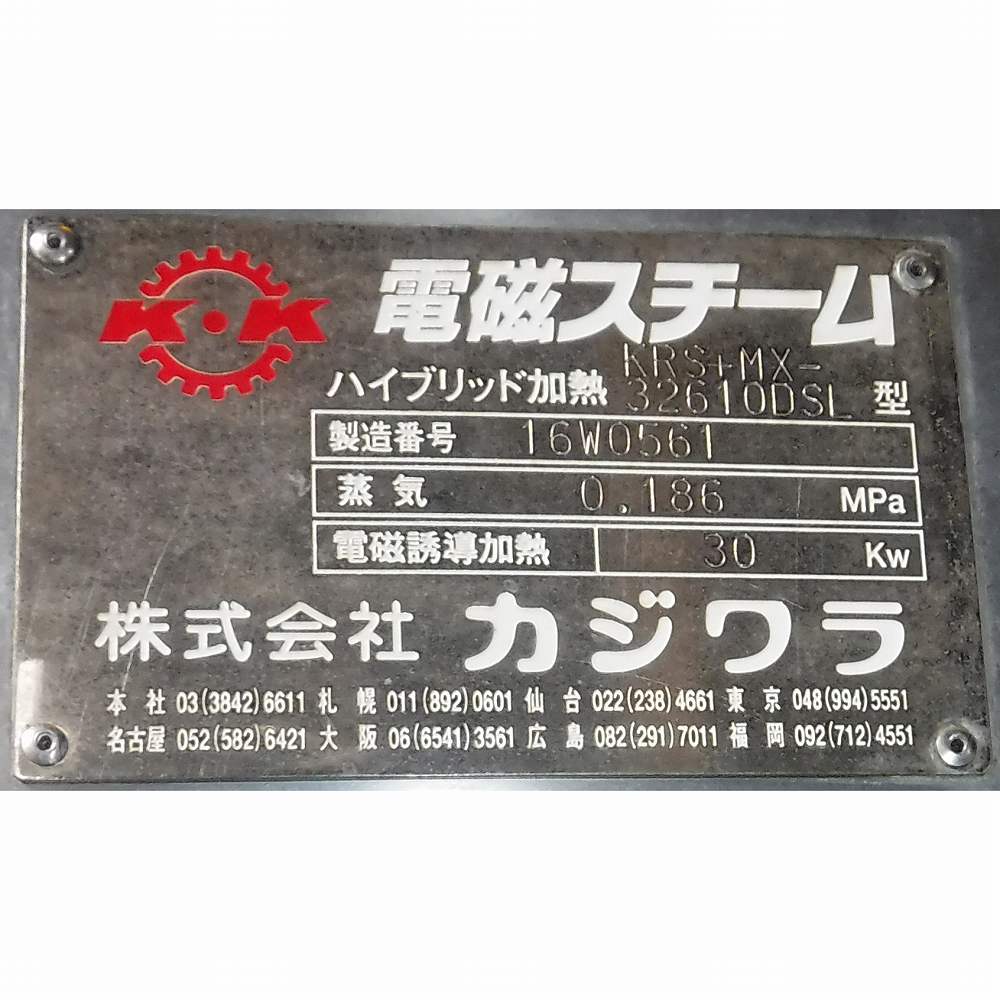 K・K
電磁スチーム
ハイブリッド加熱 KRS+MX-
32610DSL 型
製造番号 16W0561
蒸気 0.186 MPa
電磁誘導加熱 30 Kw
株式会社 カジワラ
本社 03(3842)6611 札幌 011(892)0601 仙台 022(238)4661 東京 048(994)5551
名古屋 052(582)6421 大阪 06(6541)3561 広島 082(291)7011 福岡 092(712)4551